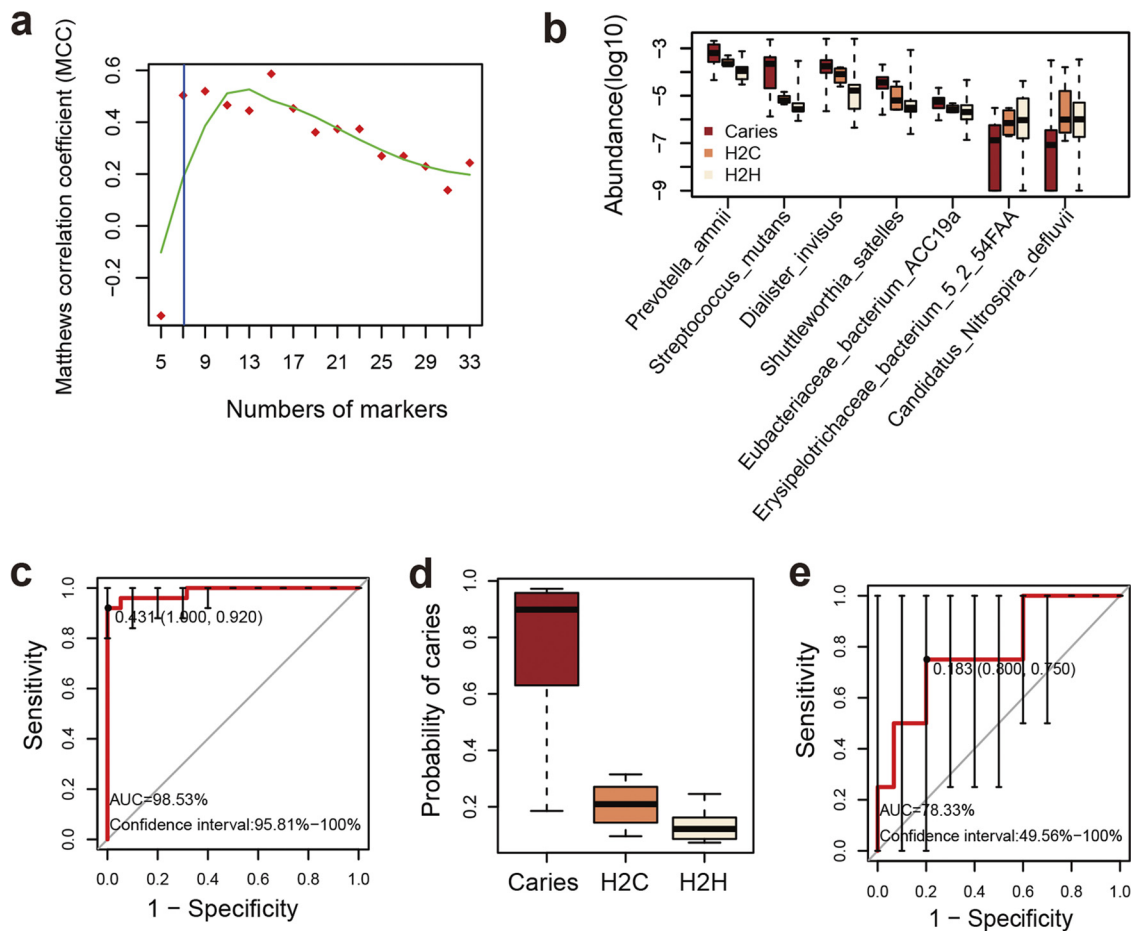 a
Matthews correlation coefficient (MCC)
0.6
0.4
0.2
0.0
−0.2
5 7 9 13 17 21 25 29 33
Numbers of markers
b
Abundance(log10)
−3
−5
−7
−9
Caries
H2C
H2H
Prevotella_amnii
Streptococcus_mutans
Dialister_invisus
Shuttleworthia_satelles
Eubacteriaceae_bacterium_ACC19a
Erysipelotrichaceae_bacterium_5_2_54FAA
Candidatus_Nitrospira_defluvii
c
Sensitivity
1.0
0.8
0.6
0.4
0.2
0.0
0.431 (1.000, 0.920)
AUC=98.53%
Confidence interval:95.81%−100%
0.0 0.2 0.4 0.6 0.8 1.0
1 − Specificity
d
Probability of caries
1.0
0.8
0.6
0.4
0.2
Caries H2C H2H
e
Sensitivity
1.0
0.8
0.6
0.4
0.2
0.0
0.183 (0.800, 0.750)
AUC=78.33%
Confidence interval:49.56%−100%
0.0 0.2 0.4 0.6 0.8 1.0
1 − Specificity